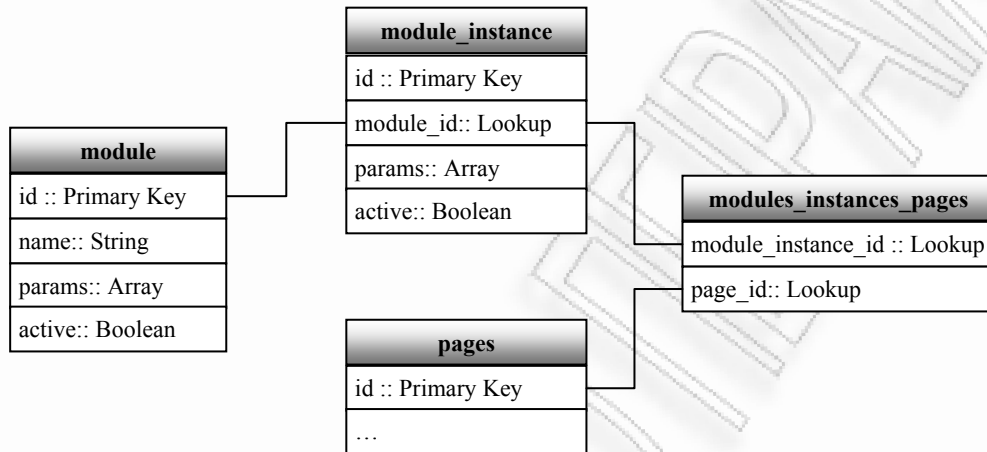 module_instance
id :: Primary Key
module_id:: Lookup
params:: Array
active:: Boolean
module
id :: Primary Key
name:: String
params:: Array
active:: Boolean
modules_instances_pages
module_instance_id :: Lookup
page_id:: Lookup
pages
id :: Primary Key
…